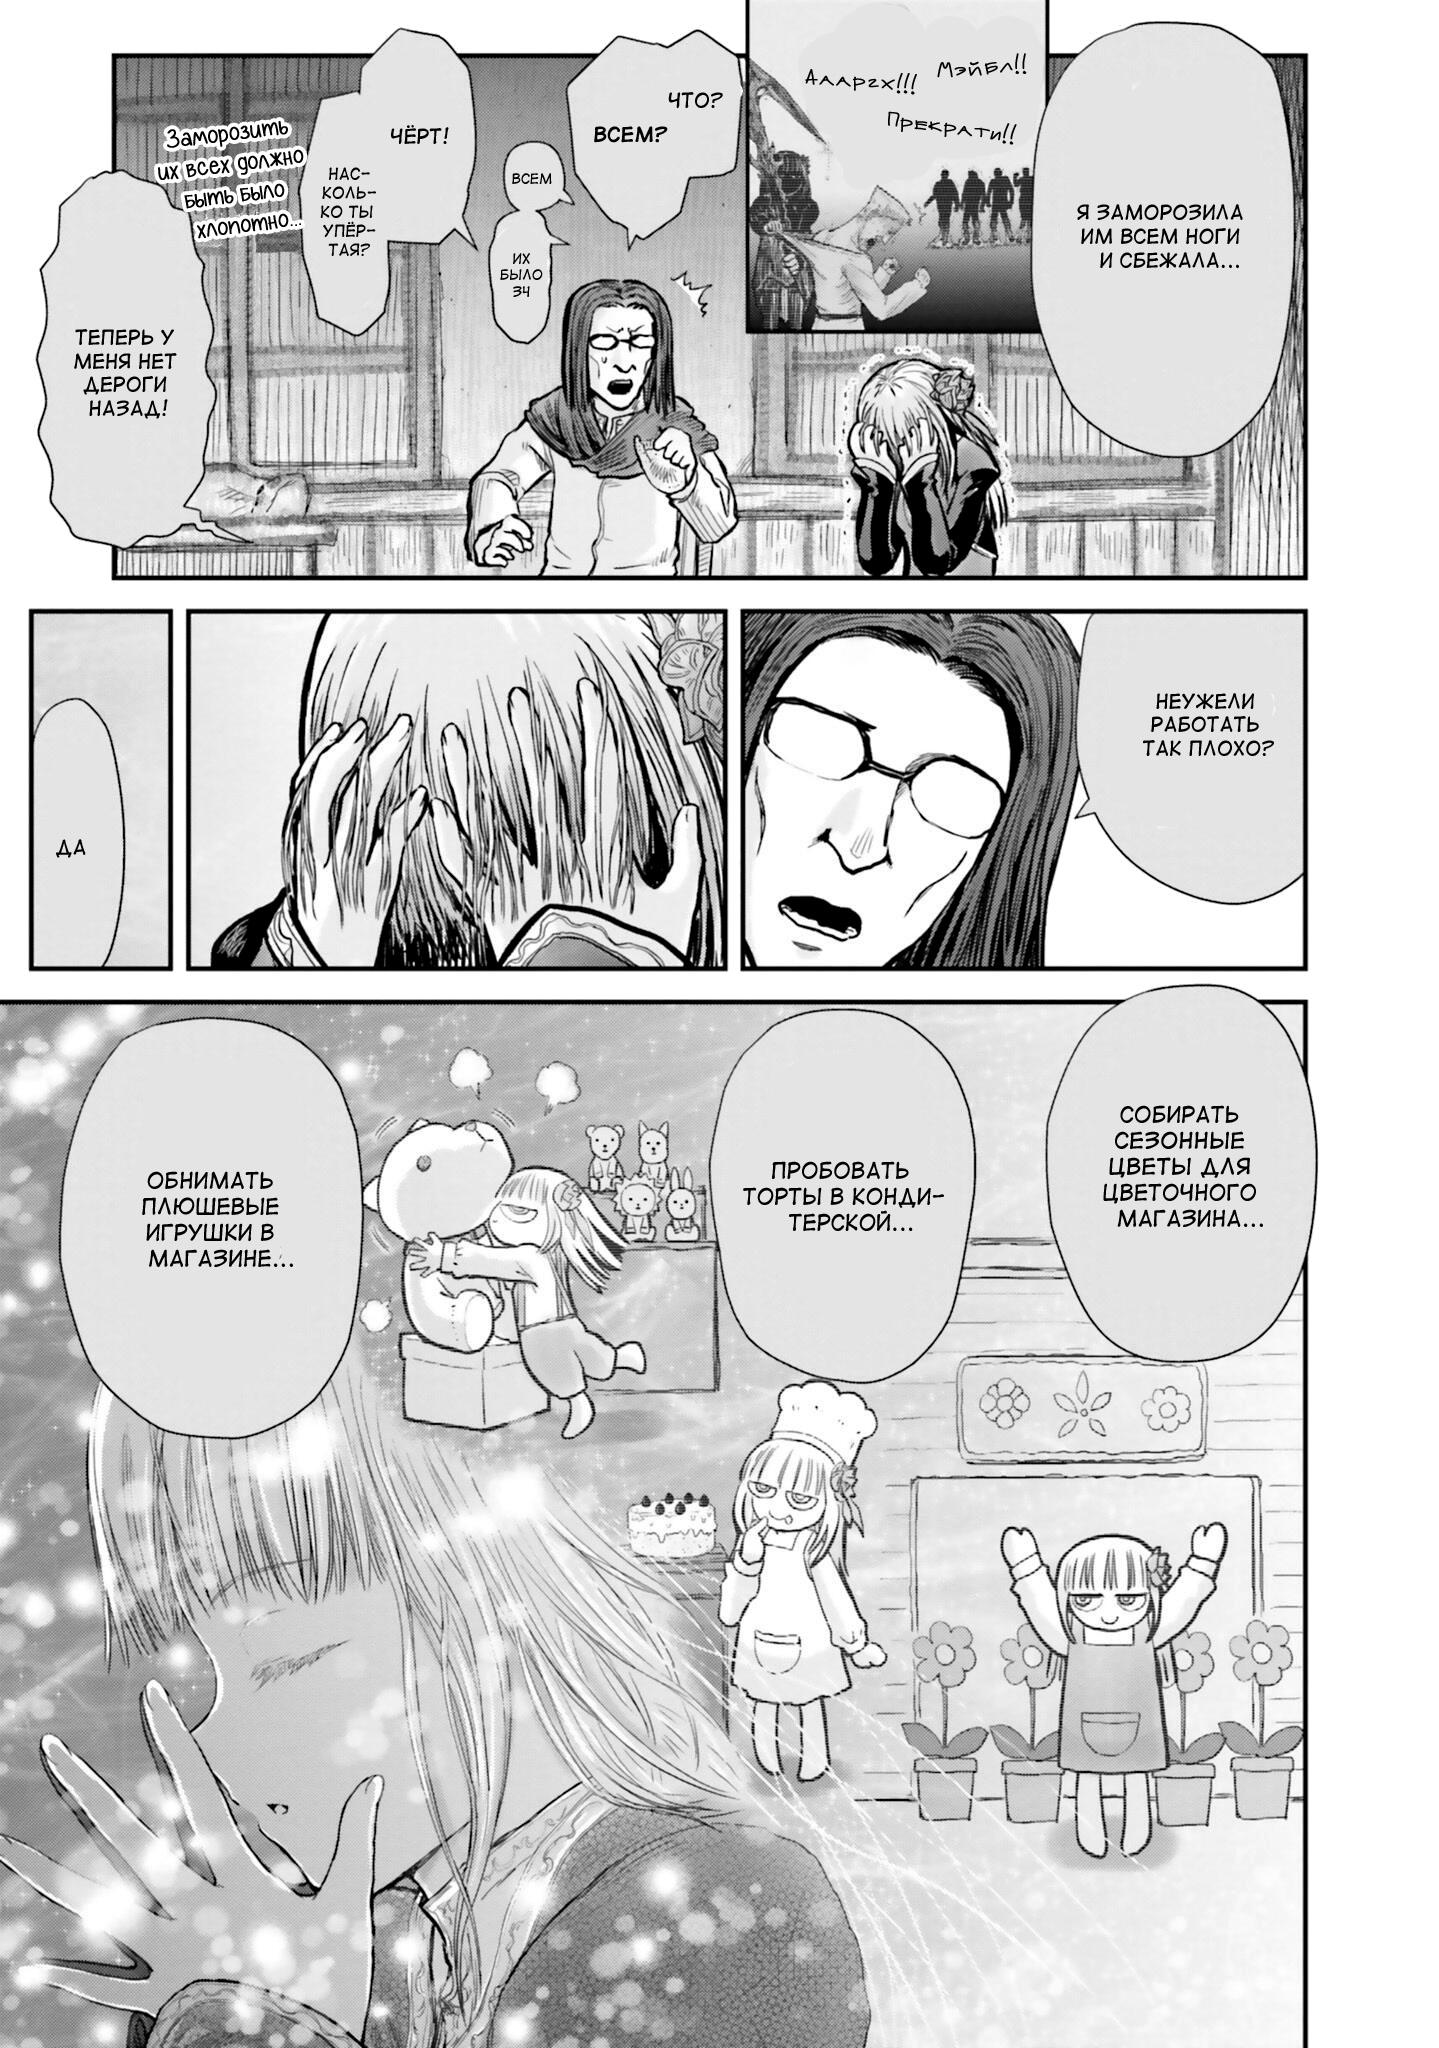 Я ЗАМОРОЗИЛА
ИМ ВСЕМ НОГИ
И СБЕЖАЛА...
Мэйбл!!
Аааргх!!!
Прекрати!!
ЧТО?
ВСЕМ?
ВСЕМ
ИХ
БЫЛО
34
ЧЁРТ!
НАС-
КОЛЬ-
КО ТЫ
УПЁР-
ТАЯ?
Заморозить
их всех должно
быть было
хлопотно...
ТЕПЕРЬ У
МЕНЯ НЕТ
ДЕРОГИ
НАЗАД!
НЕУЖЕЛИ
РАБОТАТЬ
ТАК ПЛОХО?
ДА
СОБИРАТЬ
СЕЗОННЫЕ
ЦВЕТЫ ДЛЯ
ЦВЕТОЧНОГО
МАГАЗИНА...
ПРОБОВАТЬ
ТОРТЫ В КОНДИ-
ТЕРСКОЙ...
ОБНИМАТЬ
ПЛЮШЕВЫЕ
ИГРУШКИ В
МАГАЗИНЕ...